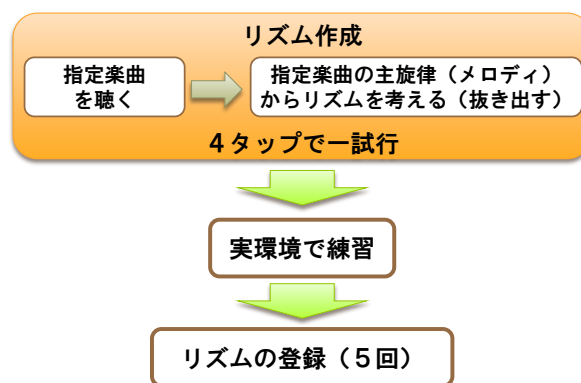 リズム作成
指定楽曲
を聴く
指定楽曲の主旋律（メロディ）
からリズムを考える（抜き出す）
４タップで一試行
実環境で練習
リズムの登録（５回）